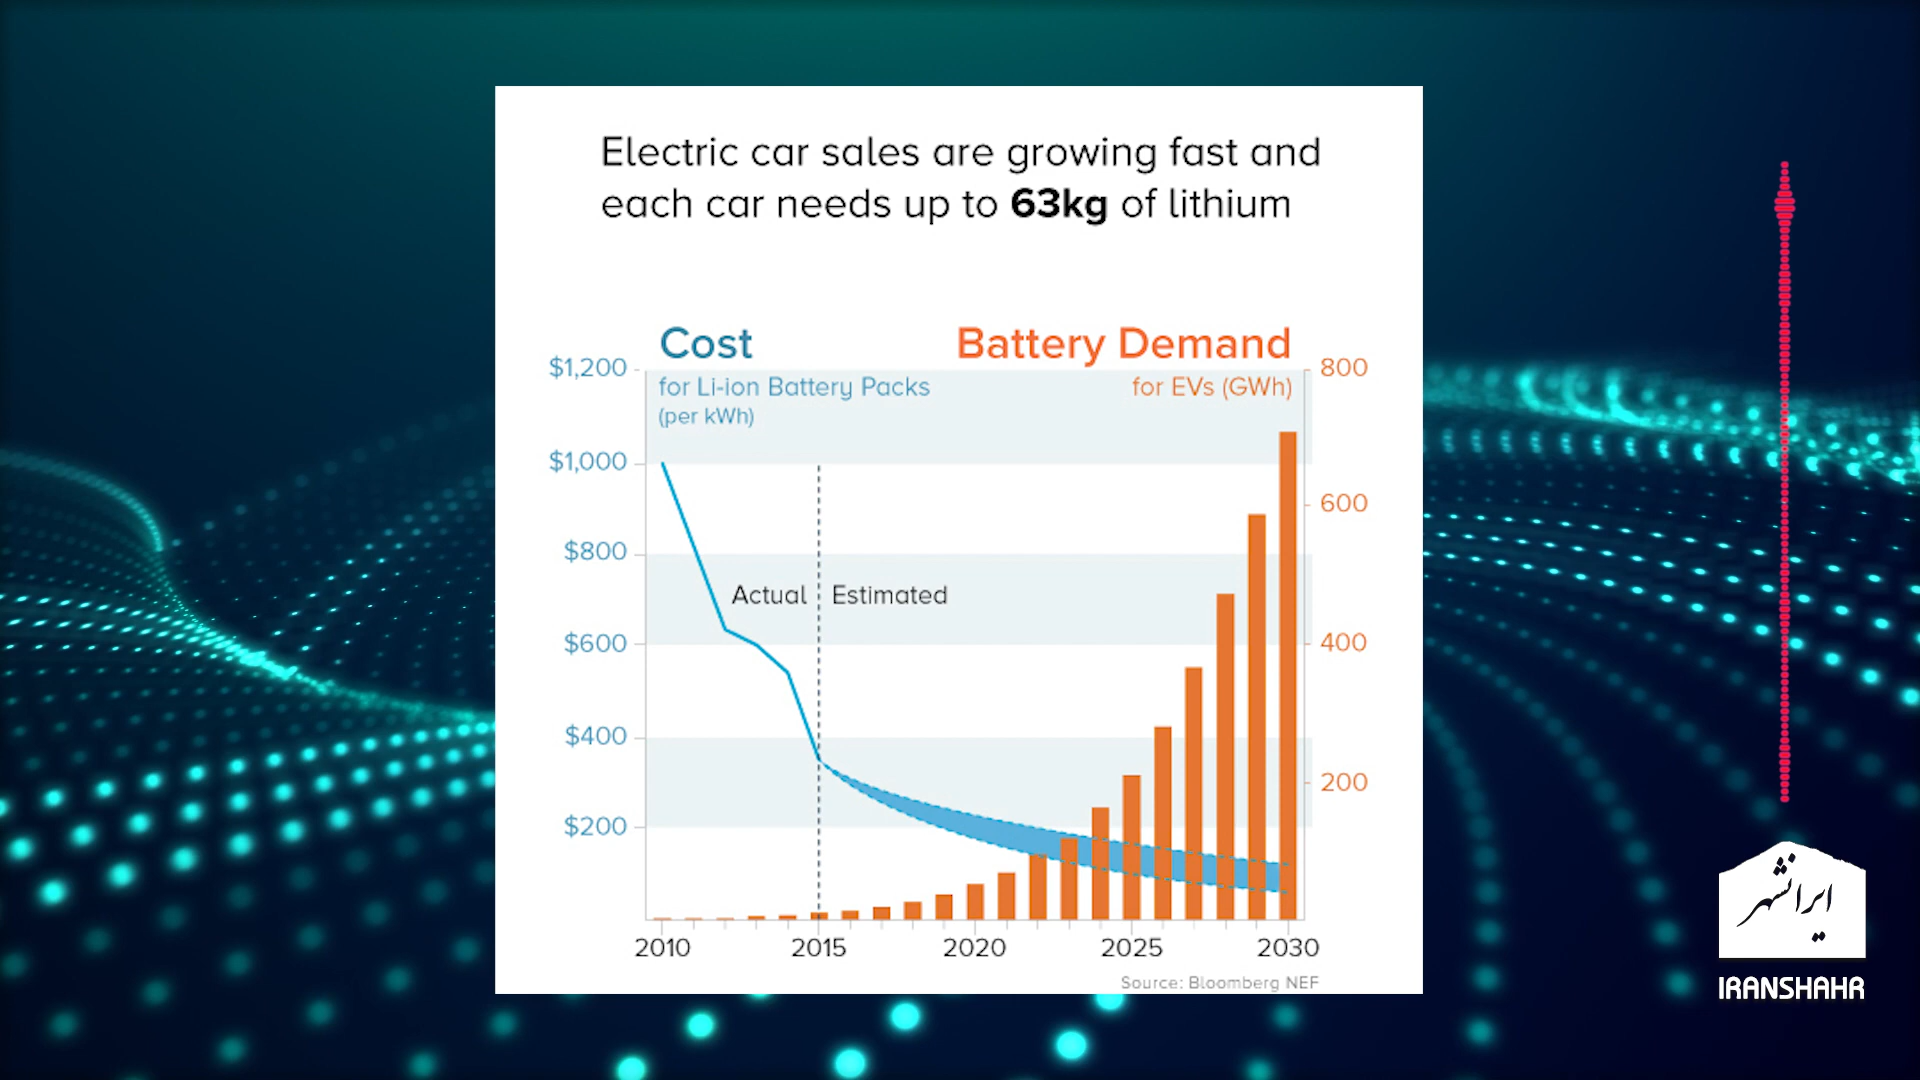 Electric car sales are growing fast and
each car needs up to 63kg of lithium
Cost
Battery Demand
for Li-ion Battery Packs
(per kWh)
for EVs (GWh)
$1,200
$1,000
$800
$600
$400
$200
800
600
400
200
Actual
Estimated
2010
2015
2020
2025
2030
Source: Bloomberg NEF
ایرانشهر
IRANSHAHR